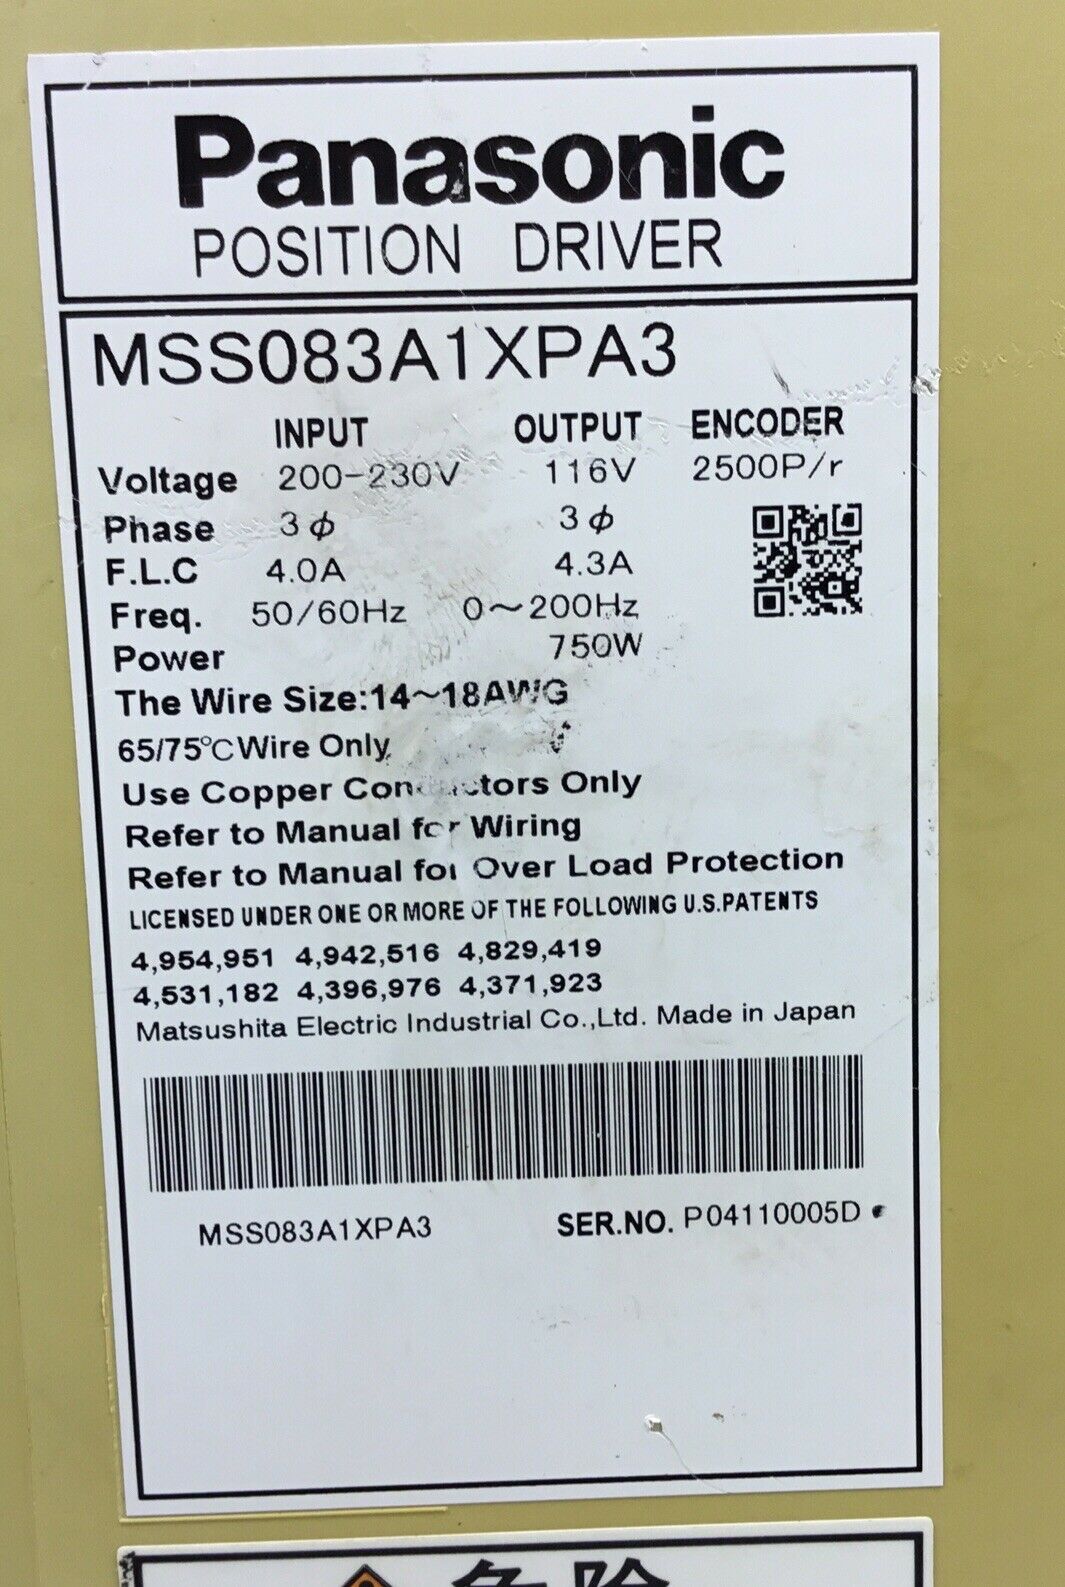 Panasonic
POSITION DRIVER
MSS083A1XPA3
INPUT OUTPUT ENCODER
Voltage 200-230V 116V 2500P/r
Phase 3ϕ 3ϕ
F.L.C 4.0A 4.3A
Freq. 50/60Hz 0～200Hz
Power 750W
The Wire Size:14～18AWG
65/75℃Wire Only
Use Copper Conductors Only
Refer to Manual for Wiring
Refer to Manual for Over Load Protection
LICENSED UNDER ONE OR MORE OF THE FOLLOWING U.S.PATENTS
4,954,951 4,942,516 4,829,419
4,531,182 4,396,976 4,371,923
Matsushita Electric Industrial Co.,Ltd. Made in Japan
MSS083A1XPA3 SER.NO. P04110005D
危険